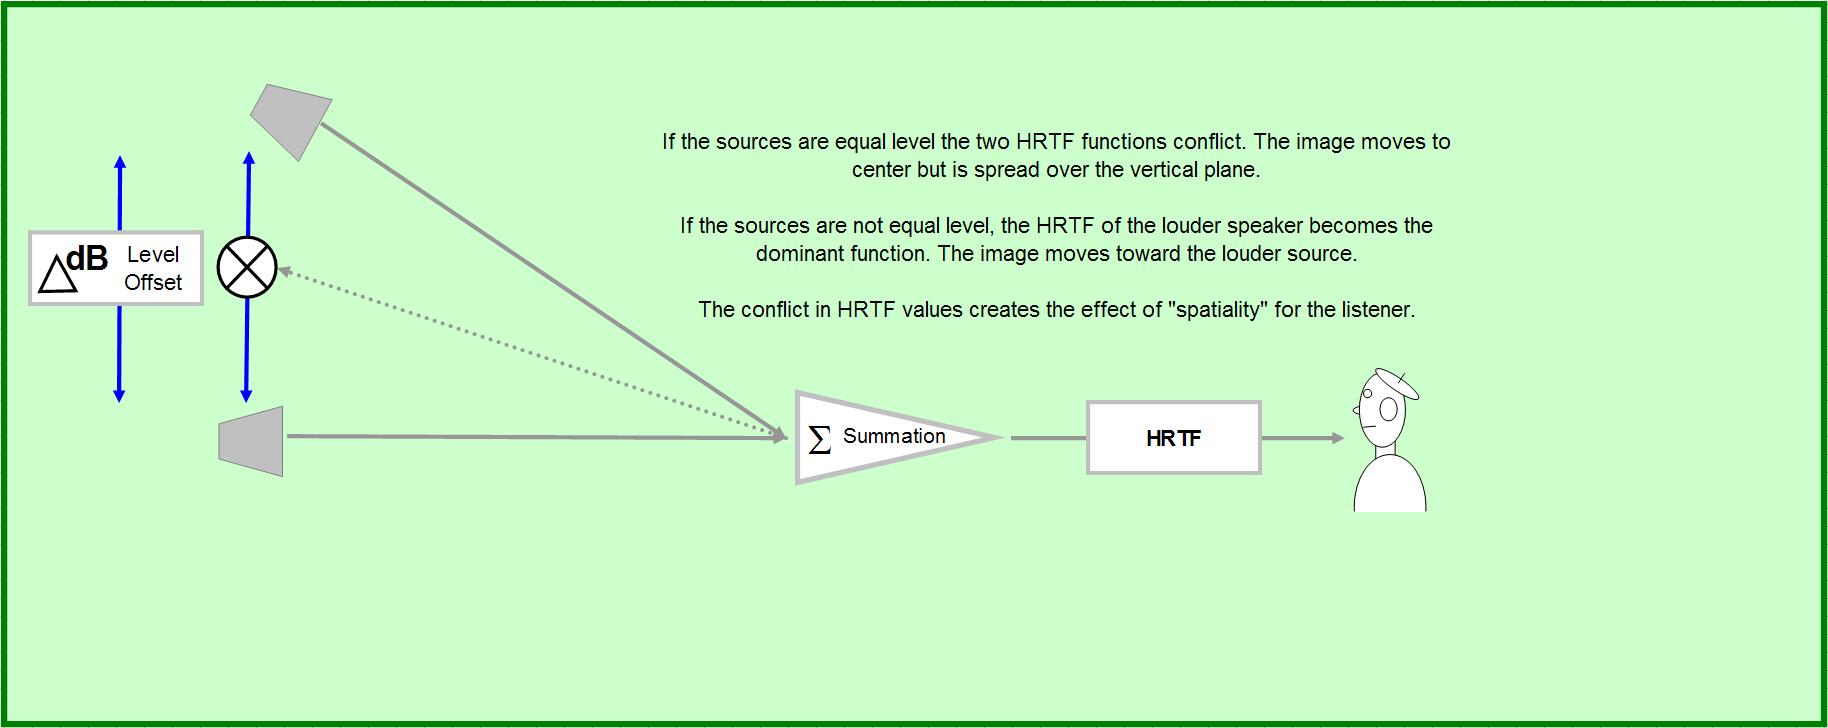 If the sources are equal level the two HRTF functions conflict. The image moves to
center but is spread over the vertical plane.
If the sources are not equal level, the HRTF of the louder speaker becomes the
dominant function. The image moves toward the louder source.
The conflict in HRTF values creates the effect of "spatiality" for the listener.
△dB Level
Offset
∑ Summation
HRTF